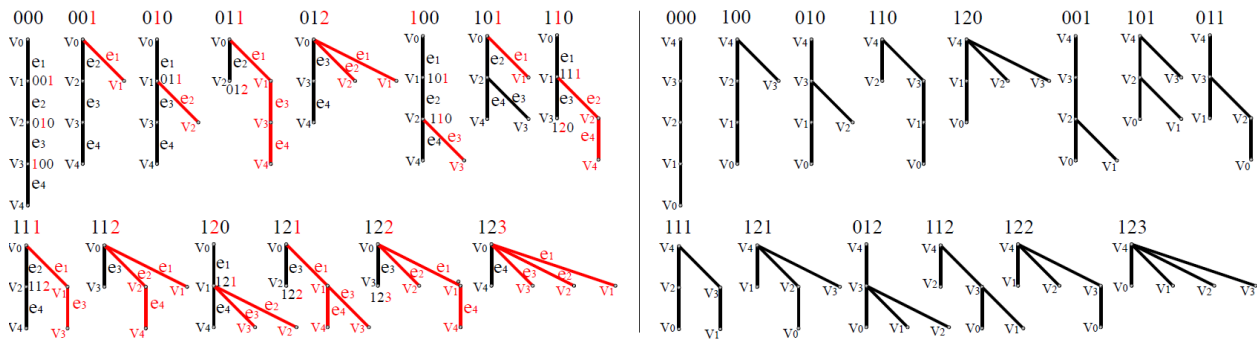 000 001 010 011 012 100 101 110 000 100 010 110 120 001 101 011
V0 V0 V0 V0 V0 V0 V0 V0 V4 V4 V4 V4 V4 V4 V4 V4
e1 e2 e1 e1 e2 e1 e3 e2 e1 e1 e2 e1 e1
V1 001 V2 V1 V1 011 V2 V1 V2 V1 V1 101 V2 V1 V1 111 V3 V2 V3 V3 V2 V3 V1 V2 V3 V3 V2 V3 V3
012
e2 e3 e3 e2 e3 e4 e2 e4 e3 e3 e2
V2 010 V3 V3 V2 V3 V4 V2 110 V4 V3 V3 120 V2 V2 V1 V1 V2 V1 V0 V2 V0 V1 V1 V2
e3 e4 e4 e4 e3 e4
V3 100 V4 V4 V4 V4 V3 V4 V1 V0 V0 V0 V0 V1 V0
e4
V4 V0
111 112 120 121 122 123 111 121 012 112 122 123
V0 V0 V0 V0 V0 V0 V4 V4 V4 V4 V4 V4
e2 e1 e3 e2 e1 e1 e3 e1 e3 e2 e1 e4 e3 e2 e1
V2 112 V1 V3 V2 V1 V1 121 V2 122 V1 V3 123 V2 V1 V4 V3 V2 V1 V2 V3 V1 V2 V3 V3 V2 V3 V1 V2 V3 V0 V1 V2 V3
e4 e3 e4 e4 e3 e2 e4 e3 e4
V4 V3 V4 V4 V3 V2 V4 V3 V4 V0 V1 V0 V0 V1 V2 V0 V1 V0